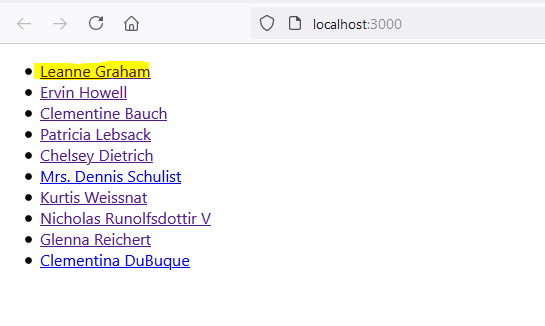 localhost:3000
Leanne Graham
Ervin Howell
Clementine Bauch
Patricia Lebsack
Chelsey Dietrich
Mrs. Dennis Schulist
Kurtis Weissnat
Nicholas Runolfsdottir V
Glenna Reichert
Clementina DuBuque